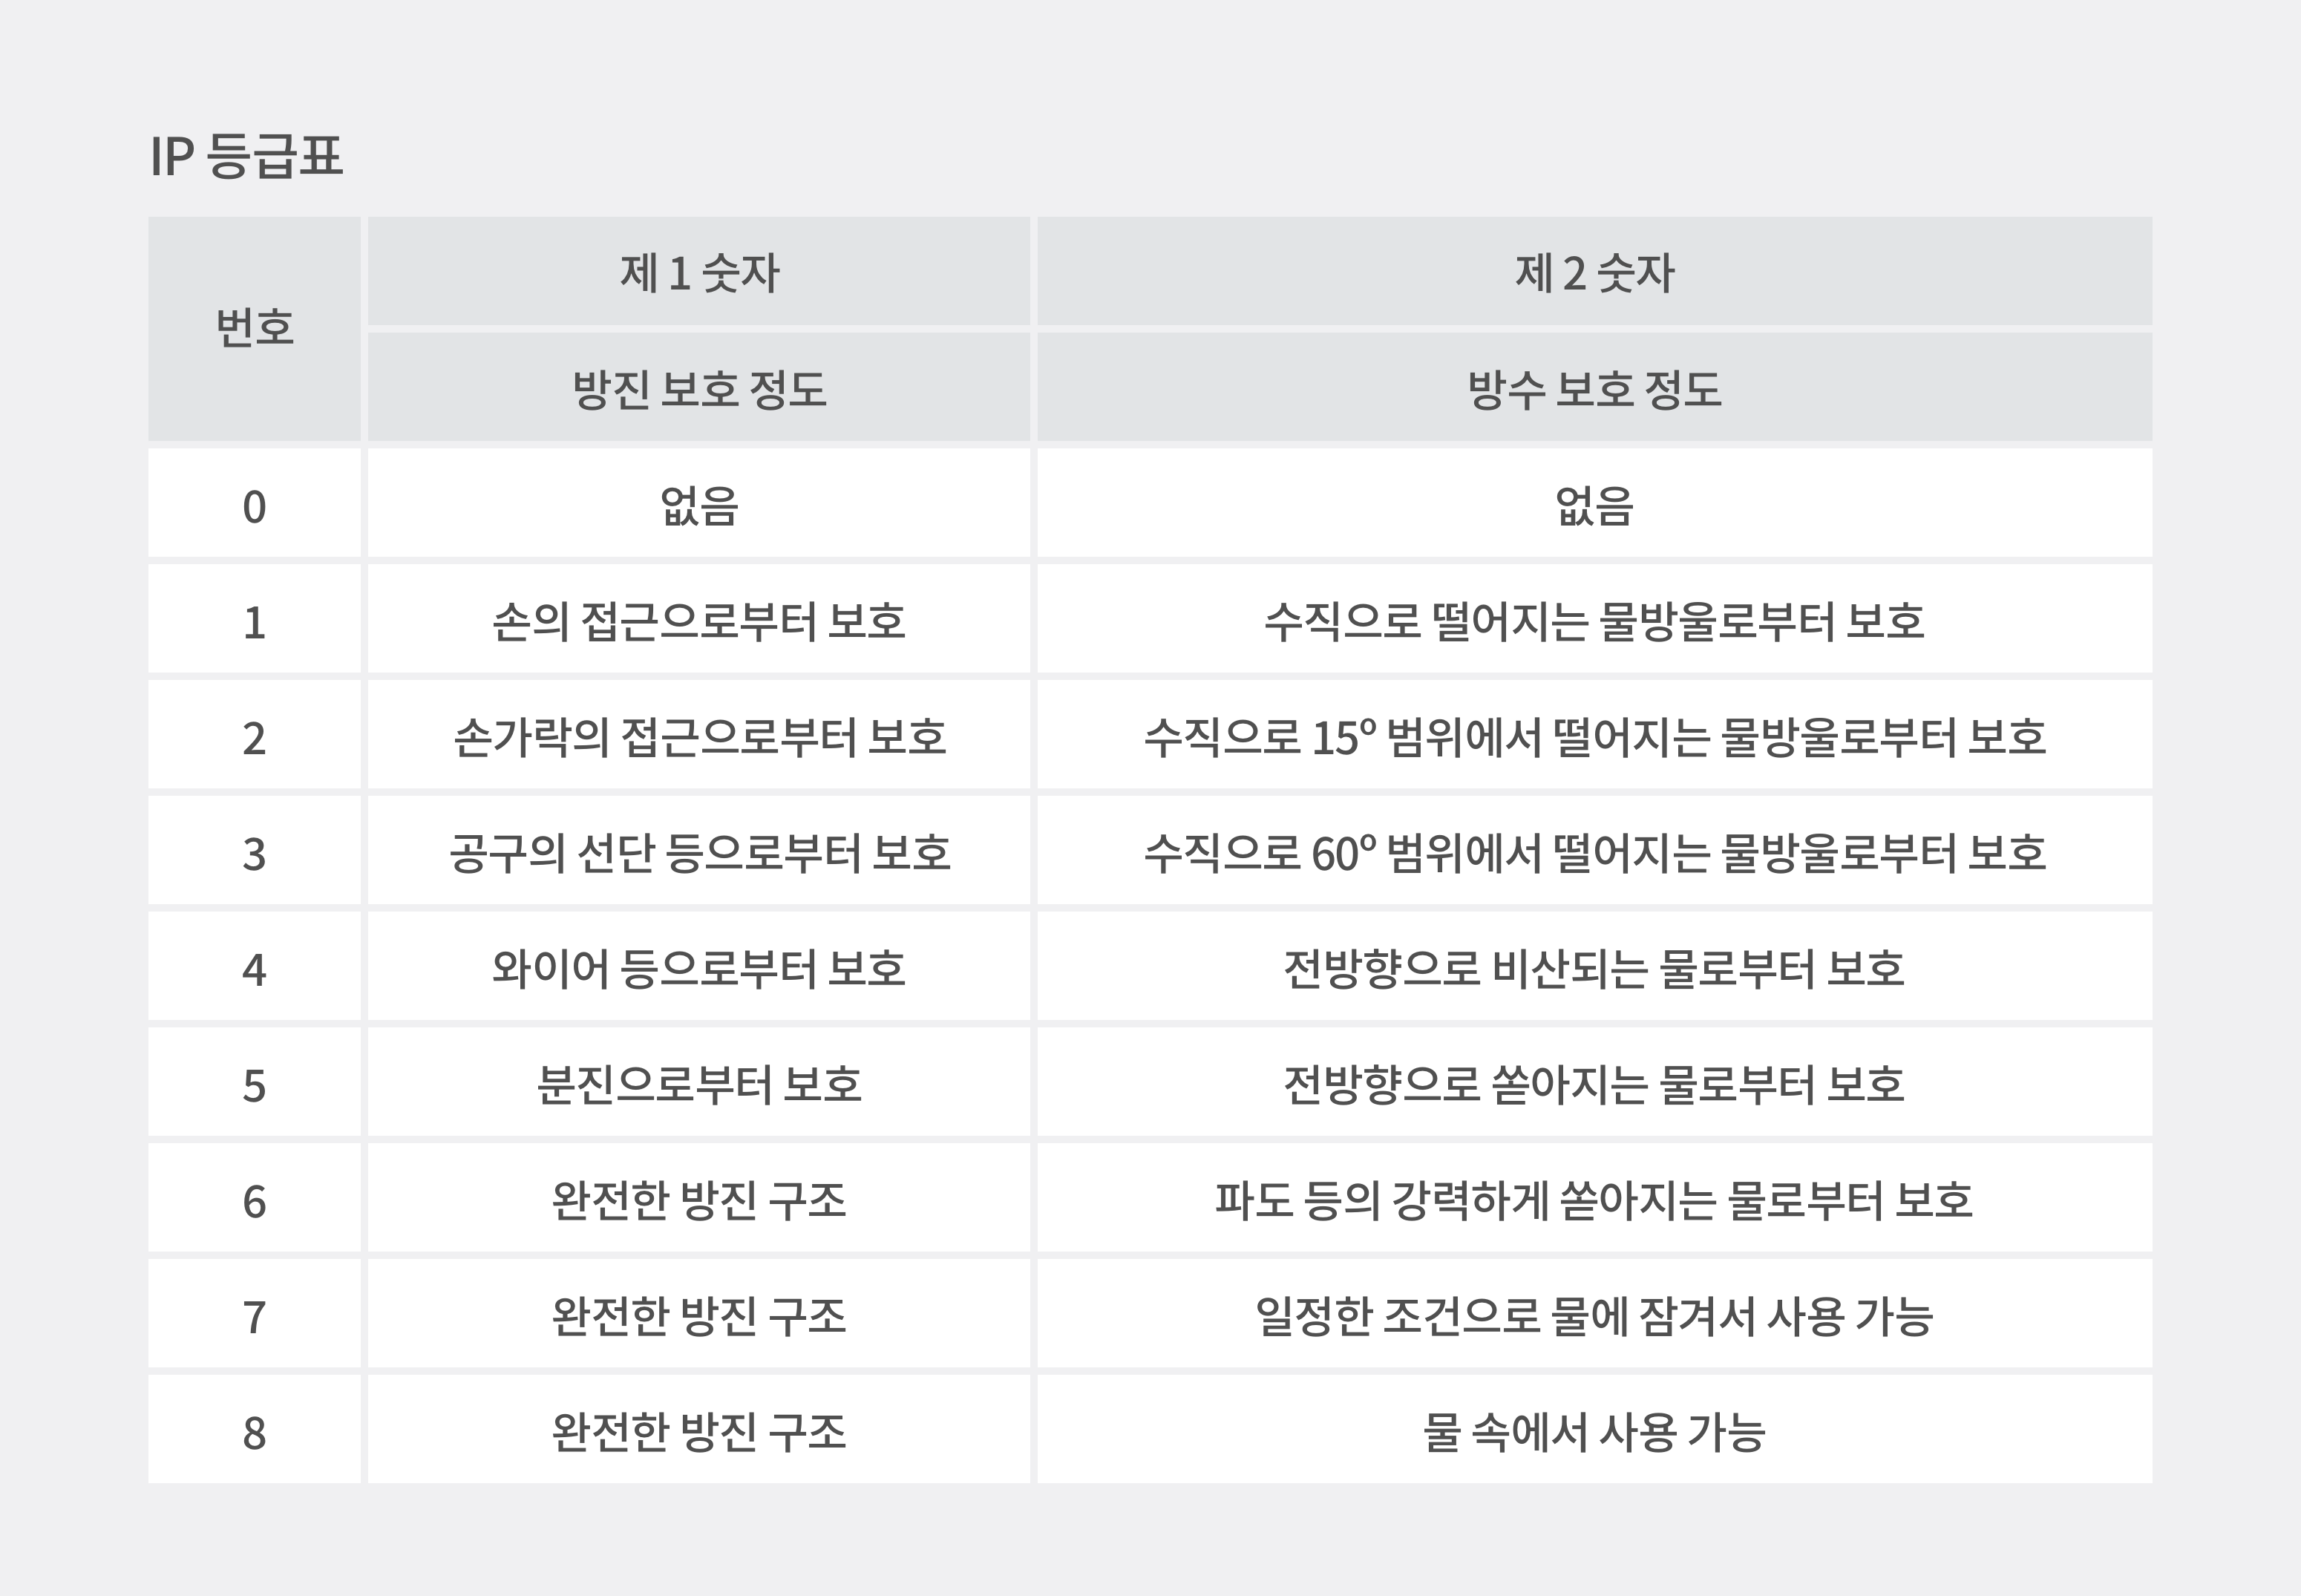 IP 등급표
번호
제 1 숫자
제 2 숫자
방진 보호 정도
방수 보호 정도
0
없음
없음
1
손의 접근으로부터 보호
수직으로 떨어지는 물방울로부터 보호
2
손가락의 접근으로부터 보호
수직으로 15° 범위에서 떨어지는 물방울로부터 보호
3
공구의 선단 등으로부터 보호
수직으로 60° 범위에서 떨어지는 물방울로부터 보호
4
와이어 등으로부터 보호
전방향으로 비산되는 물로부터 보호
5
분진으로부터 보호
전방향으로 쏟아지는 물로부터 보호
6
완전한 방진 구조
파도 등의 강력하게 쏟아지는 물로부터 보호
7
완전한 방진 구조
일정한 조건으로 물에 잠겨서 사용 가능
8
완전한 방진 구조
물 속에서 사용 가능